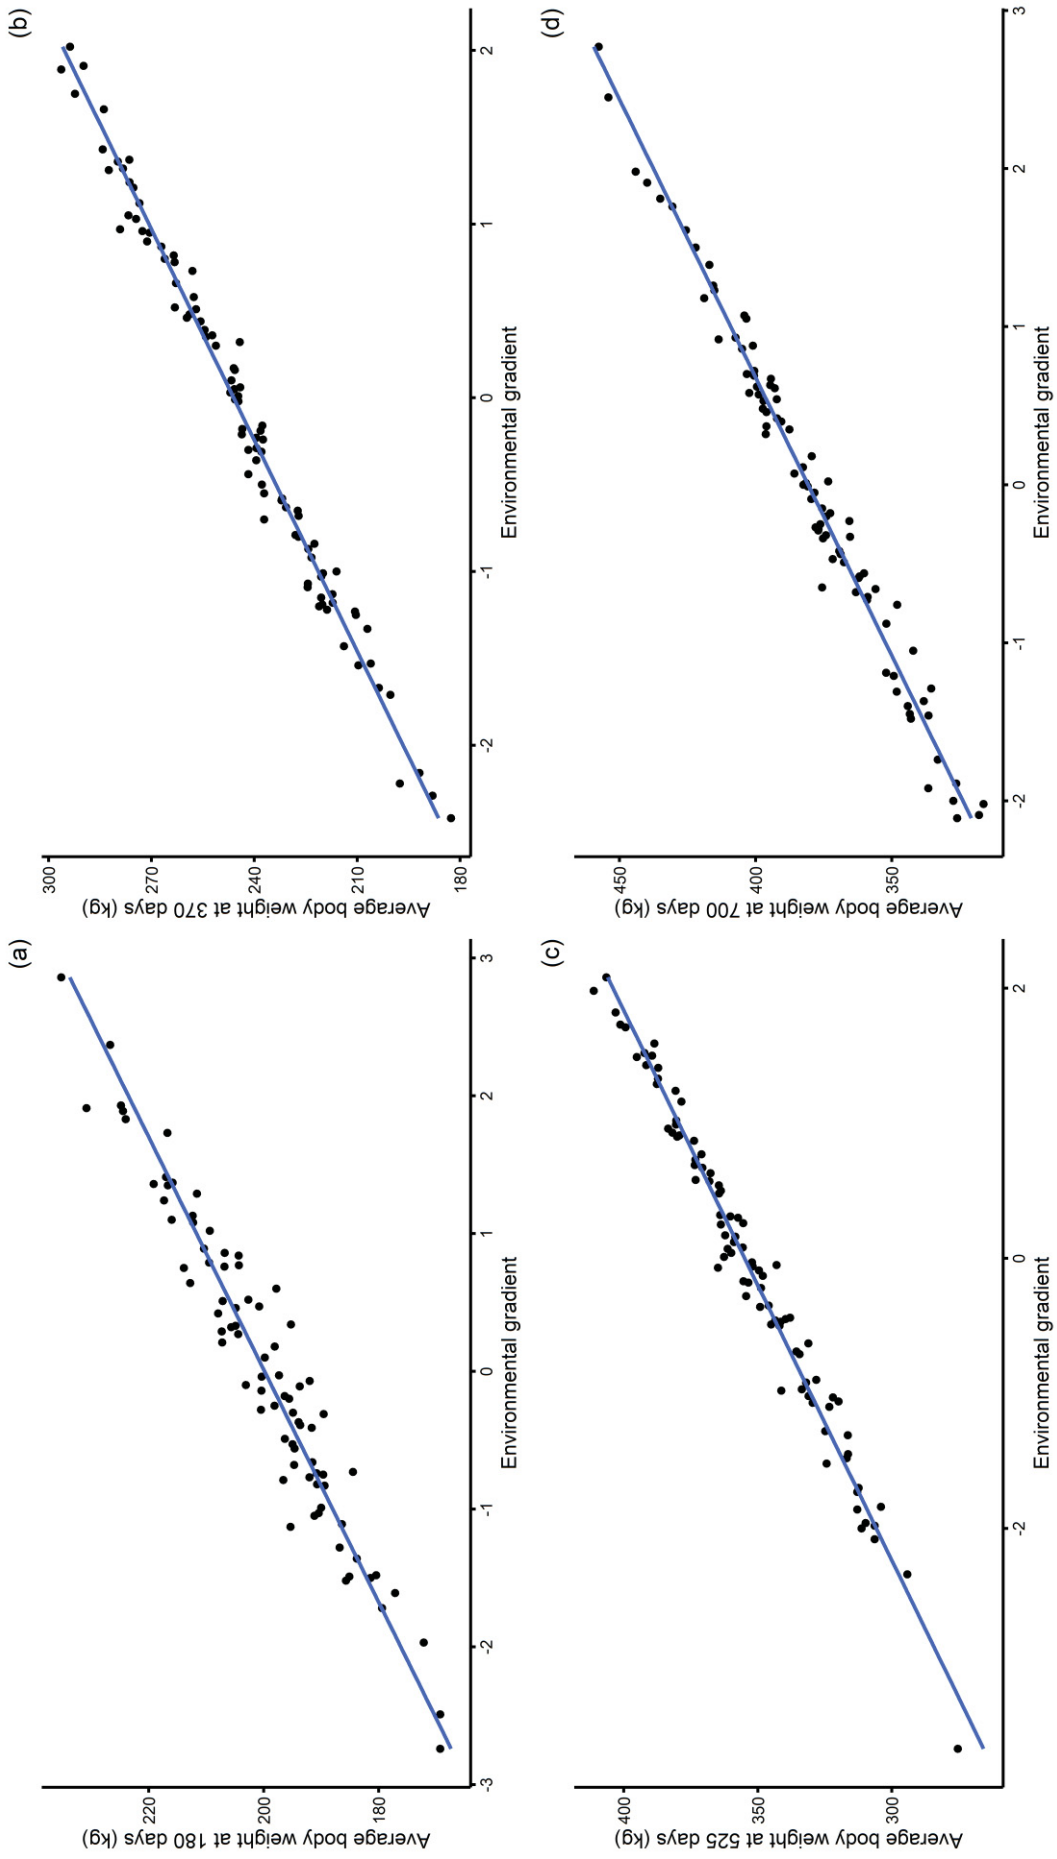 (a)
Average body weight at 180 days (kg)
220
200
180
-3
-2
-1
0
1
2
3
Environmental gradient
(b)
Average body weight at 370 days (kg)
300
270
240
210
180
-2
-1
0
1
2
Environmental gradient
(c)
Average body weight at 525 days (kg)
400
350
300
-2
0
2
Environmental gradient
(d)
Average body weight at 700 days (kg)
450
400
350
-2
-1
0
1
2
3
Environmental gradient